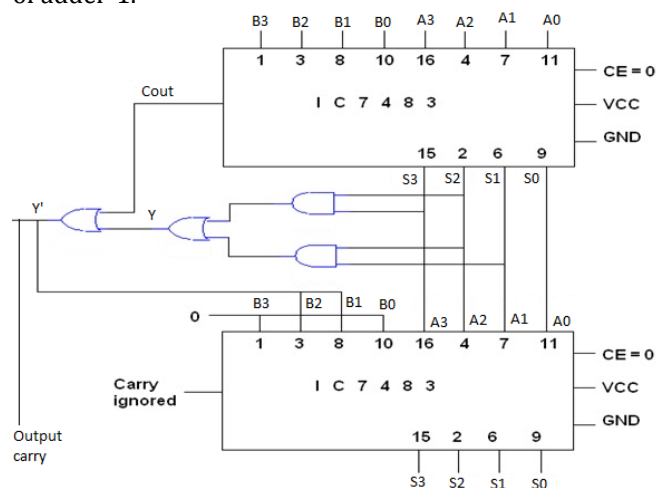 of adder-1.
B3 B2 B1 B0 A3 A2 A1 A0
1 3 8 10 16 4 7 11
CE = 0
Cout
I C 7 4 8 3
VCC
GND
15 2 6 9
S3 S2 S1 S0
Y' Y
0
B3 B2 B1 B0 A3 A2 A1 A0
1 3 8 10 16 4 7 11
CE = 0
Carry
ignored
I C 7 4 8 3
VCC
GND
Output
carry
15 2 6 9
S3 S2 S1 S0